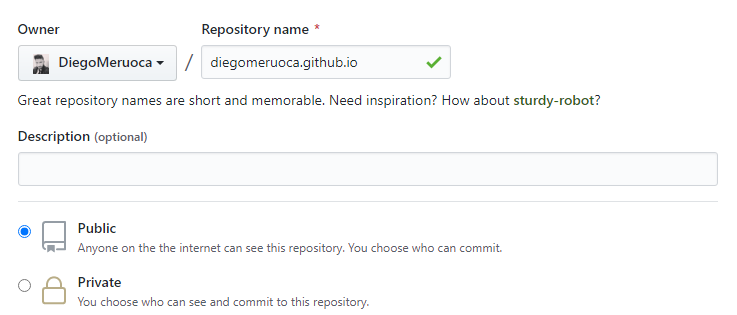 Owner
Repository name *
DiegoMeruoca / diegomeruoca.github.io
Great repository names are short and memorable. Need inspiration? How about sturdy-robot?
Description (optional)
Public
Anyone on the the internet can see this repository. You choose who can commit.
Private
You choose who can see and commit to this repository.